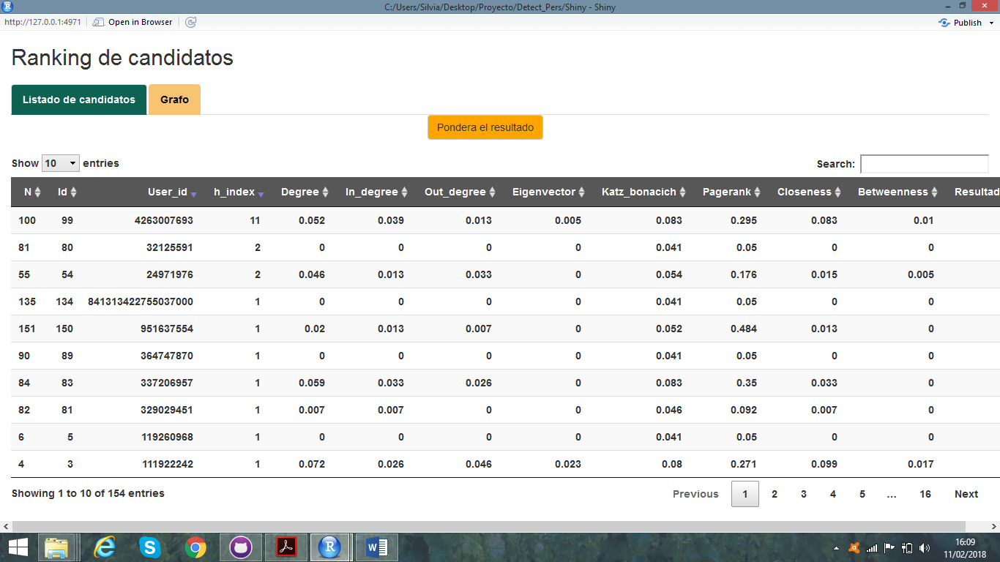 C:/Users/Silvia/Desktop/Proyecto/Detect_Pers/Shiny - Shiny
http://127.0.0.1:4971 Open in Browser Publish
Ranking de candidatos
Listado de candidatos Grafo
Pondera el resultado
Show 10 entries Search:
N Id User_id h_index Degree In_degree Out_degree Eigenvector Katz_bonacich Pagerank Closeness Betweenness Resultad
100 99 4263007693 11 0.052 0.039 0.013 0.005 0.083 0.295 0.083 0.01
81 80 32125591 2 0 0 0 0 0.041 0.05 0 0
55 54 24971976 2 0.046 0.013 0.033 0 0.054 0.176 0.015 0.005
135 134 841313422755037000 1 0 0 0 0 0.041 0.05 0 0
151 150 951637554 1 0.02 0.013 0.007 0 0.052 0.484 0.013 0
90 89 364747870 1 0 0 0 0 0.041 0.05 0 0
84 83 337206957 1 0.059 0.033 0.026 0 0.083 0.35 0.033 0
82 81 329029451 1 0.007 0.007 0 0 0.046 0.092 0.007 0
6 5 119260968 1 0 0 0 0 0.041 0.05 0 0
4 3 111922242 1 0.072 0.026 0.046 0.023 0.08 0.271 0.099 0.017
Showing 1 to 10 of 154 entries Previous 1 2 3 4 5 ... 16 Next
16:09
11/02/2018